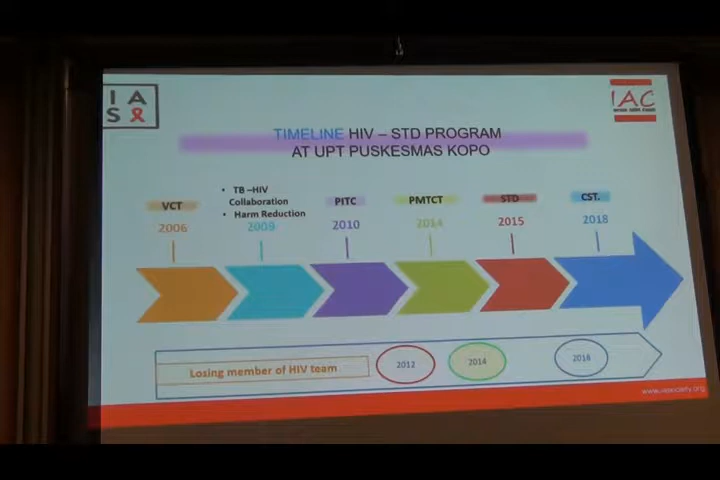 I A
S
IAC
TIMELINE HIV – STD PROGRAM
AT UPT PUSKESMAS KOPO
VCT
2006
• TB –HIV
Collaboration
• Harm Reduction
2009
PITC
2010
PMTCT
2014
STD
2015
CST.
2018
Losing member of HIV team
2012
2014
2018
www.iasociety.org